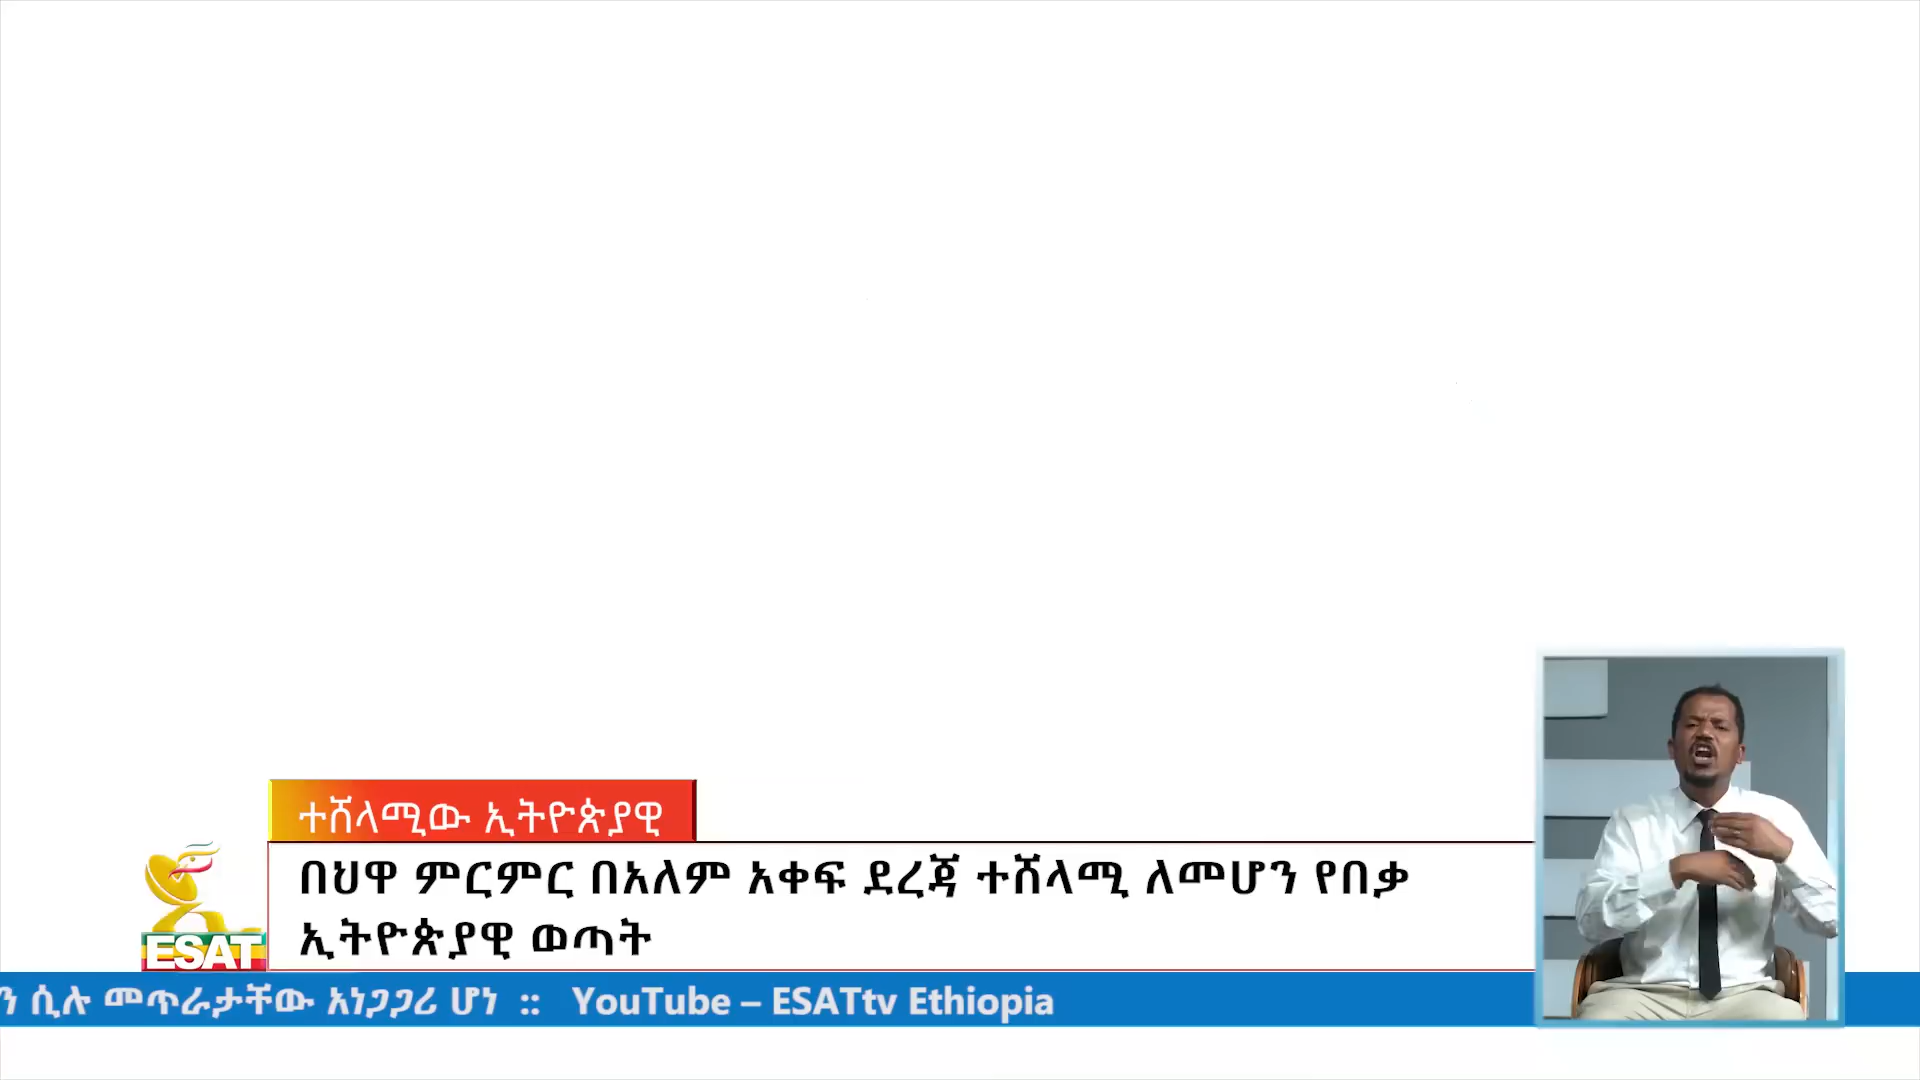 ተሸላሚው ኢትዮጵያዊ
በህዋ ምርምር በአለም አቀፍ ደረጃ ተሸላሚ ለመሆን የበቃ
ኢትዮጵያዊ ወጣት
ESAT
ን ሲሉ መጥራታቸው አነጋጋሪ ሆነ ፡፡ YouTube – ESATtv Ethiopia